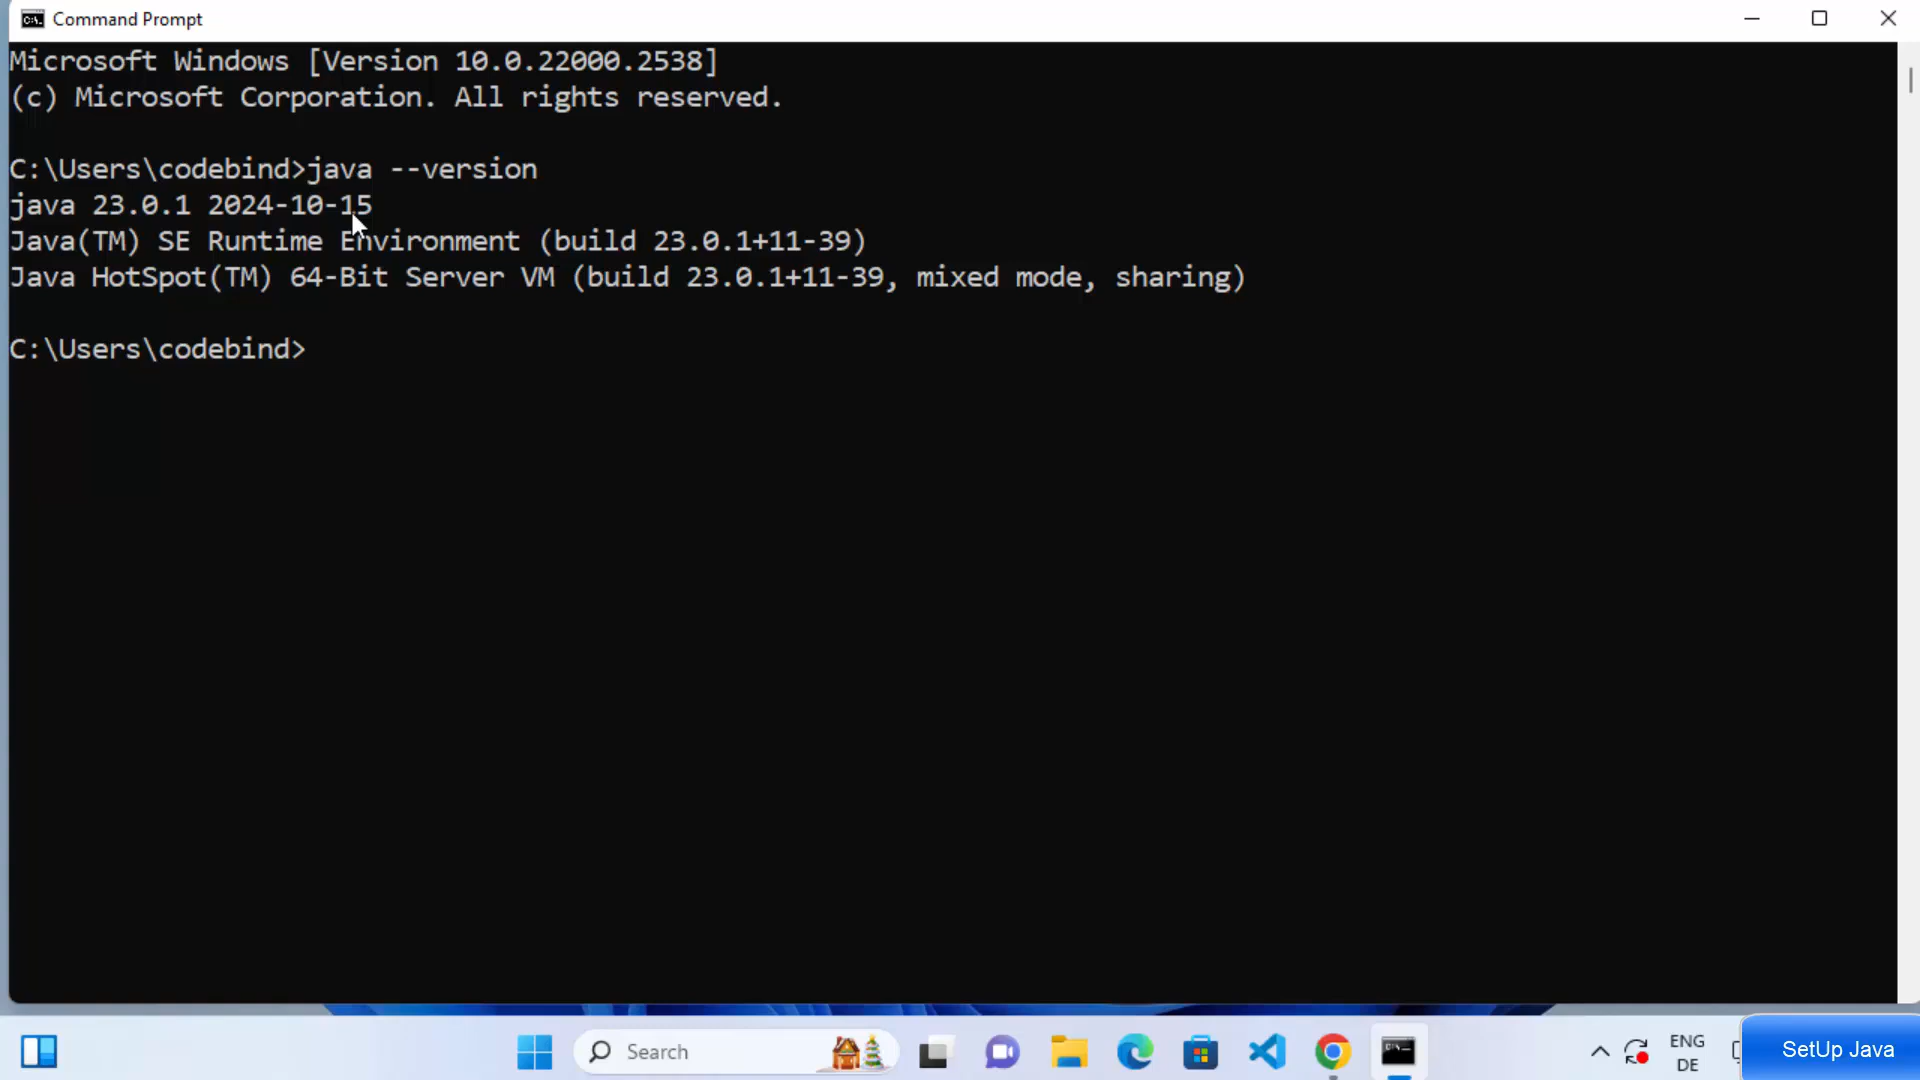 Command Prompt
Microsoft Windows [Version 10.0.22000.2538]
(c) Microsoft Corporation. All rights reserved.
C:\Users\codebind>java --version
java 23.0.1 2024-10-15
Java(TM) SE Runtime Environment (build 23.0.1+11-39)
Java HotSpot(TM) 64-Bit Server VM (build 23.0.1+11-39, mixed mode, sharing)
C:\Users\codebind>
Search
ENG
DE
SetUp Java